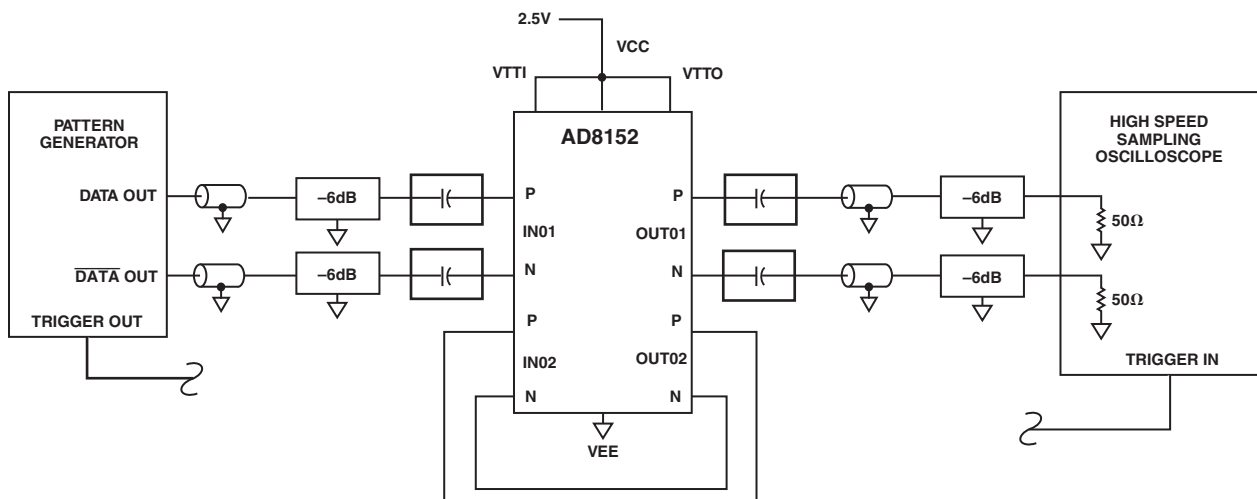 2.5V
VCC
VTTI
VTTO
PATTERN
GENERATOR
DATA OUT
DATA OUT
TRIGGER OUT
–6dB
–6dB
AD8152
P
IN01
N
P
IN02
N
P
OUT01
N
P
OUT02
N
VEE
–6dB
–6dB
HIGH SPEED
SAMPLING
OSCILLOSCOPE
50Ω
50Ω
TRIGGER IN